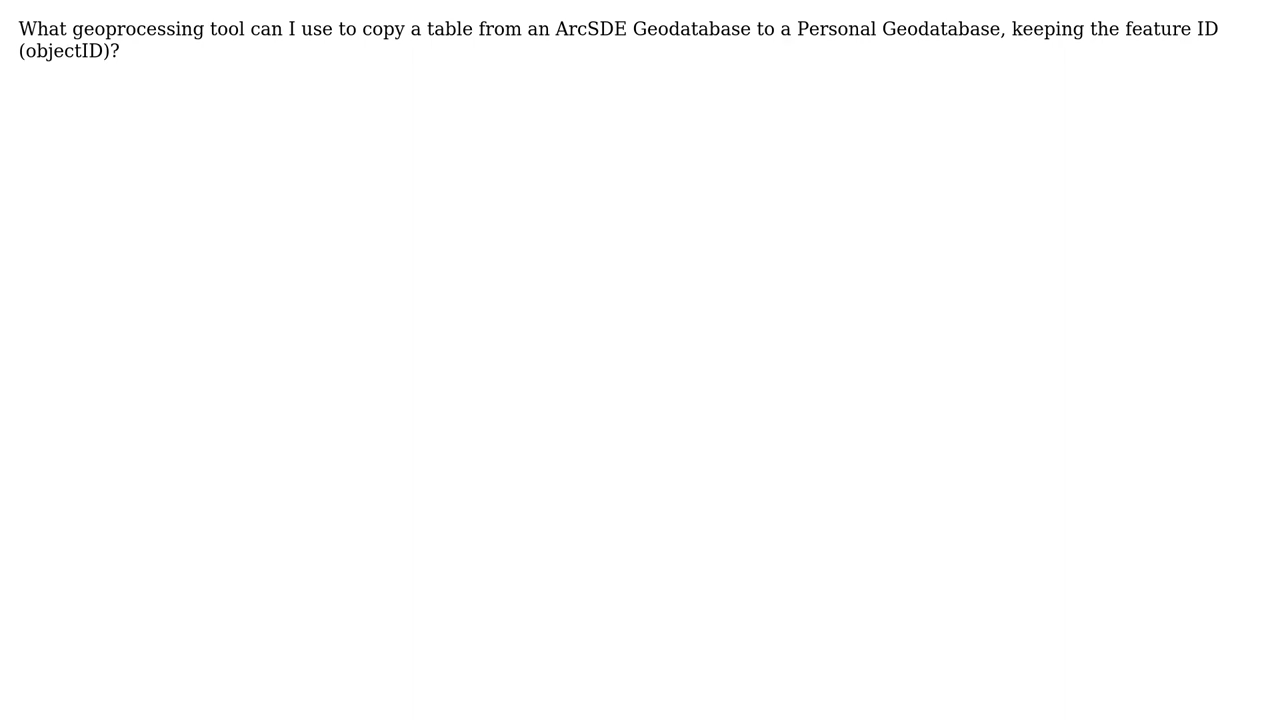 What geoprocessing tool can I use to copy a table from an ArcSDE Geodatabase to a Personal Geodatabase, keeping the feature ID
(objectID)?